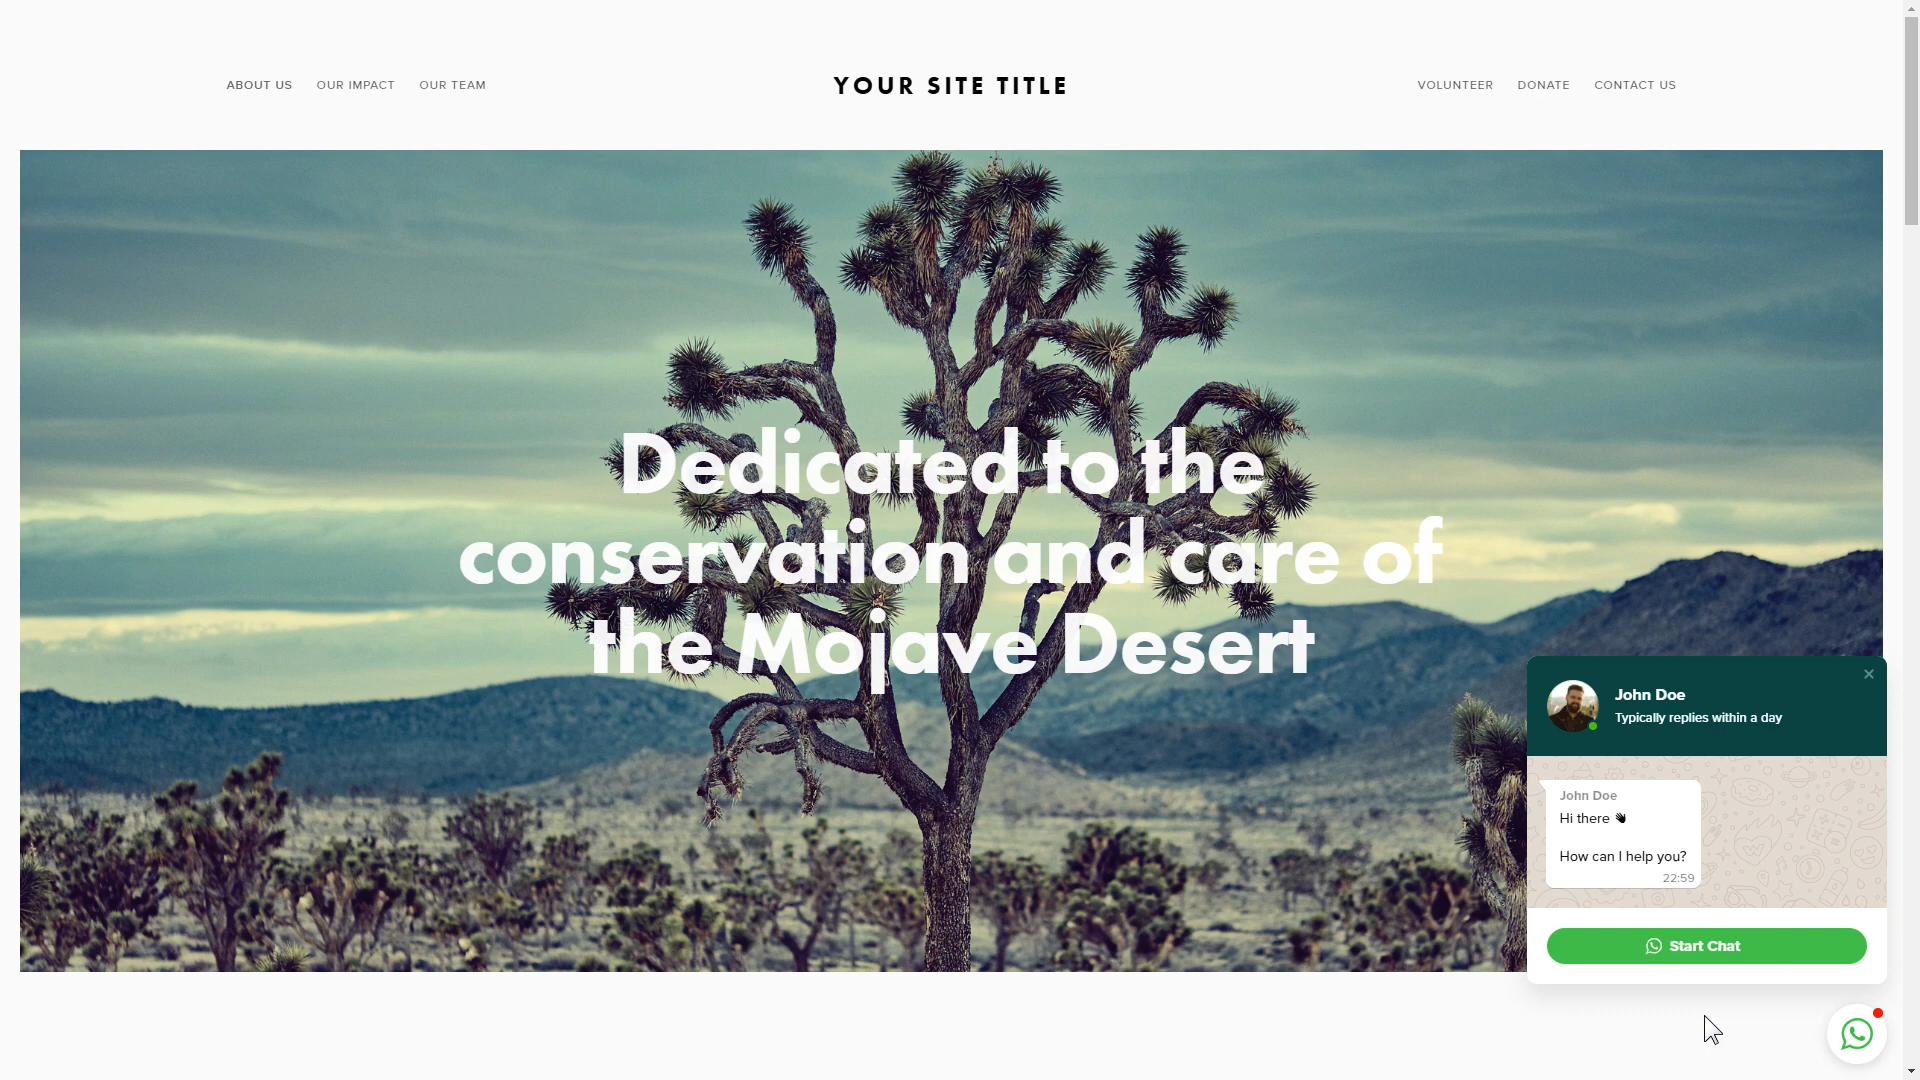 ABOUT US
OUR IMPACT
OUR TEAM
YOUR SITE TITLE
VOLUNTEER
DONATE
CONTACT US
Dedicated to the
conservation and care of
the Mojave Desert
John Doe
Typically replies within a day
John Doe
Hi there 👋
How can I help you?
22:59
Start Chat